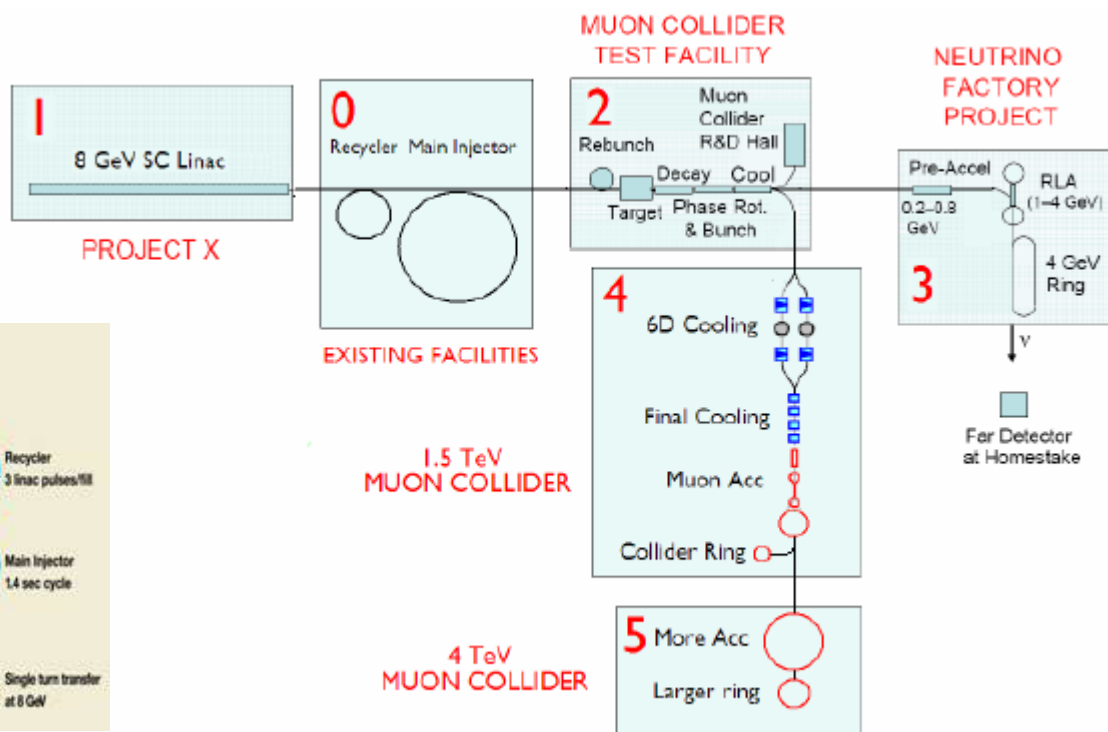 MUON COLLIDER
TEST FACILITY
NEUTRINO
FACTORY
PROJECT
1
8 GeV SC Linac
PROJECT X
0
Recycler Main Injector
EXISTING FACILITIES
2
Muon
Collider
R&D Hall
Rebunch
Decay Cool
Target Phase Rot.
& Bunch
Pre-Accel
RLA
(1–4 GeV)
0.2–0.8
GeV
4 GeV
Ring
3
ν
Far Detector
at Homestake
4
6D Cooling
Final Cooling
1.5 TeV
MUON COLLIDER
Muon Acc
Collider Ring
5
More Acc
4 TeV
MUON COLLIDER
Larger ring
Recycler
3 linac pulses/fill
Main Injector
1.4 sec cycle
Single turn transfer
at 8 GeV